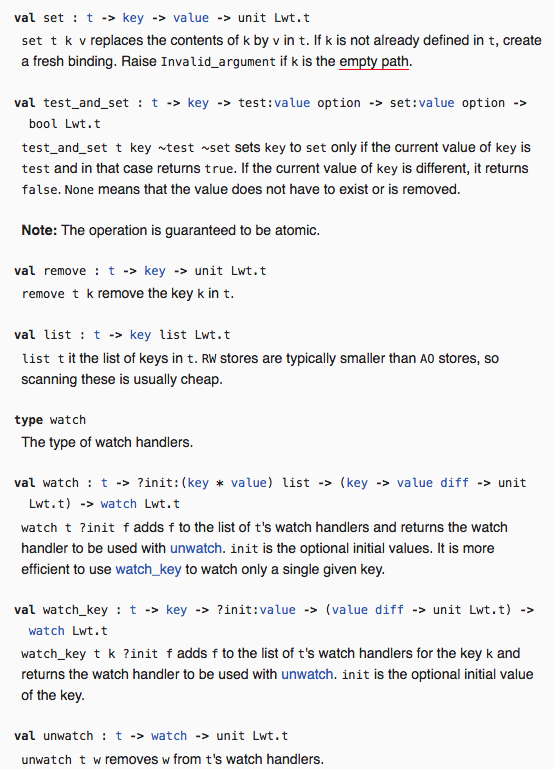 val set : t -> key -> value -> unit Lwt.t
set t k v replaces the contents of k by v in t. If k is not already defined in t, create
a fresh binding. Raise Invalid_argument if k is the empty path.
val test_and_set : t -> key -> test:value option -> set:value option ->
bool Lwt.t
test_and_set t key ~test ~set sets key to set only if the current value of key is
test and in that case returns true. If the current value of key is different, it returns
false. None means that the value does not have to exist or is removed.
Note: The operation is guaranteed to be atomic.
val remove : t -> key -> unit Lwt.t
remove t k remove the key k in t.
val list : t -> key list Lwt.t
list t it the list of keys in t. RW stores are typically smaller than AO stores, so
scanning these is usually cheap.
type watch
The type of watch handlers.
val watch : t -> ?init:(key * value) list -> (key -> value diff -> unit
Lwt.t) -> watch Lwt.t
watch t ?init f adds f to the list of t's watch handlers and returns the watch
handler to be used with unwatch. init is the optional initial values. It is more
efficient to use watch_key to watch only a single given key.
val watch_key : t -> key -> ?init:value -> (value diff -> unit Lwt.t) ->
watch Lwt.t
watch_key t k ?init f adds f to the list of t's watch handlers for the key k and
returns the watch handler to be used with unwatch. init is the optional initial value
of the key.
val unwatch : t -> watch -> unit Lwt.t
unwatch t w removes w from t's watch handlers.